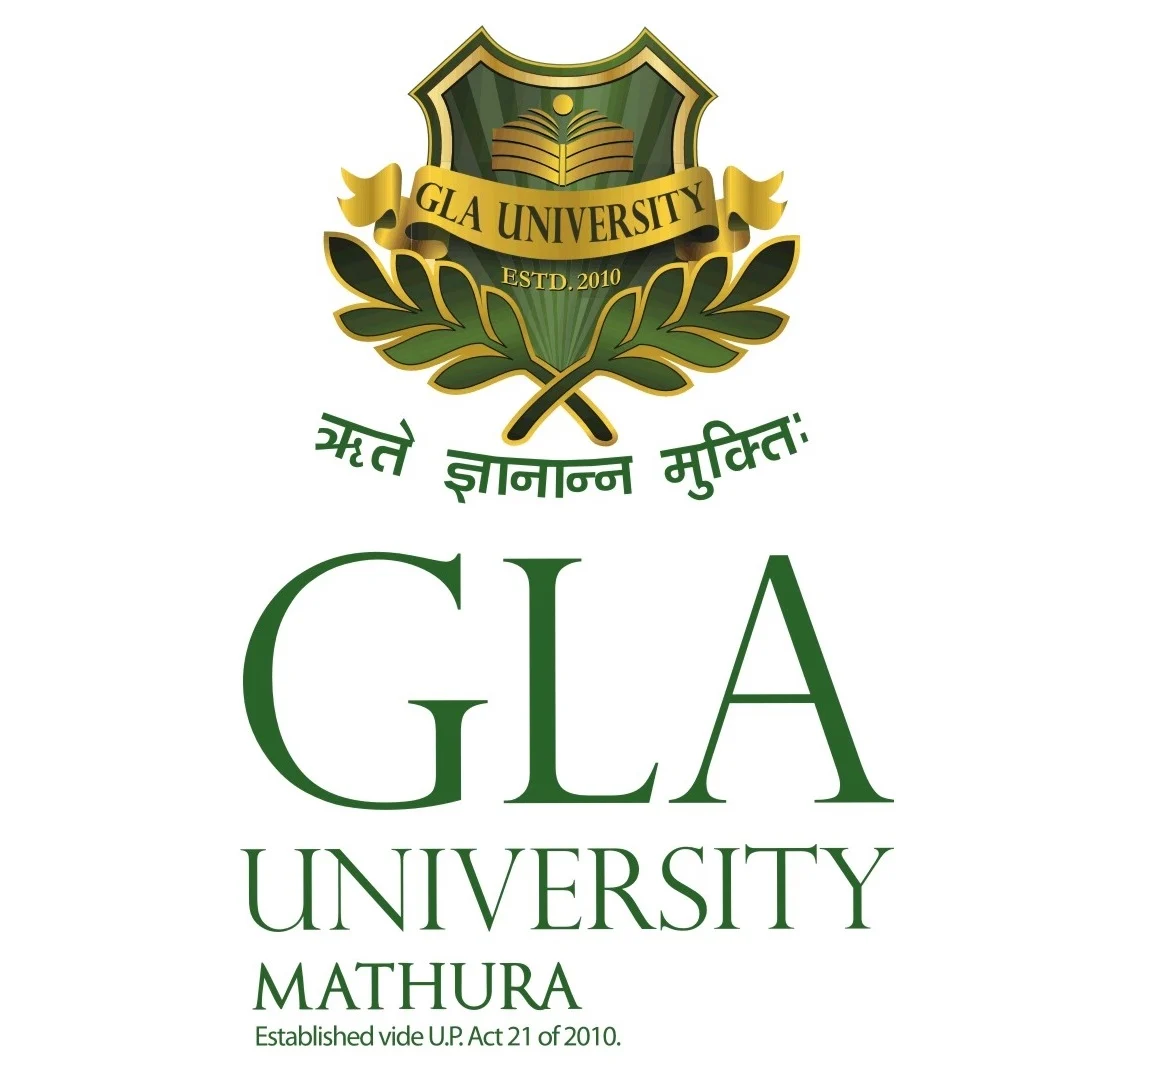 GLA UNIVERSITY
ESTD. 2010
ऋते ज्ञानान्न मुक्तिः
GLA
UNIVERSITY
MATHURA
Established vide U.P. Act 21 of 2010.